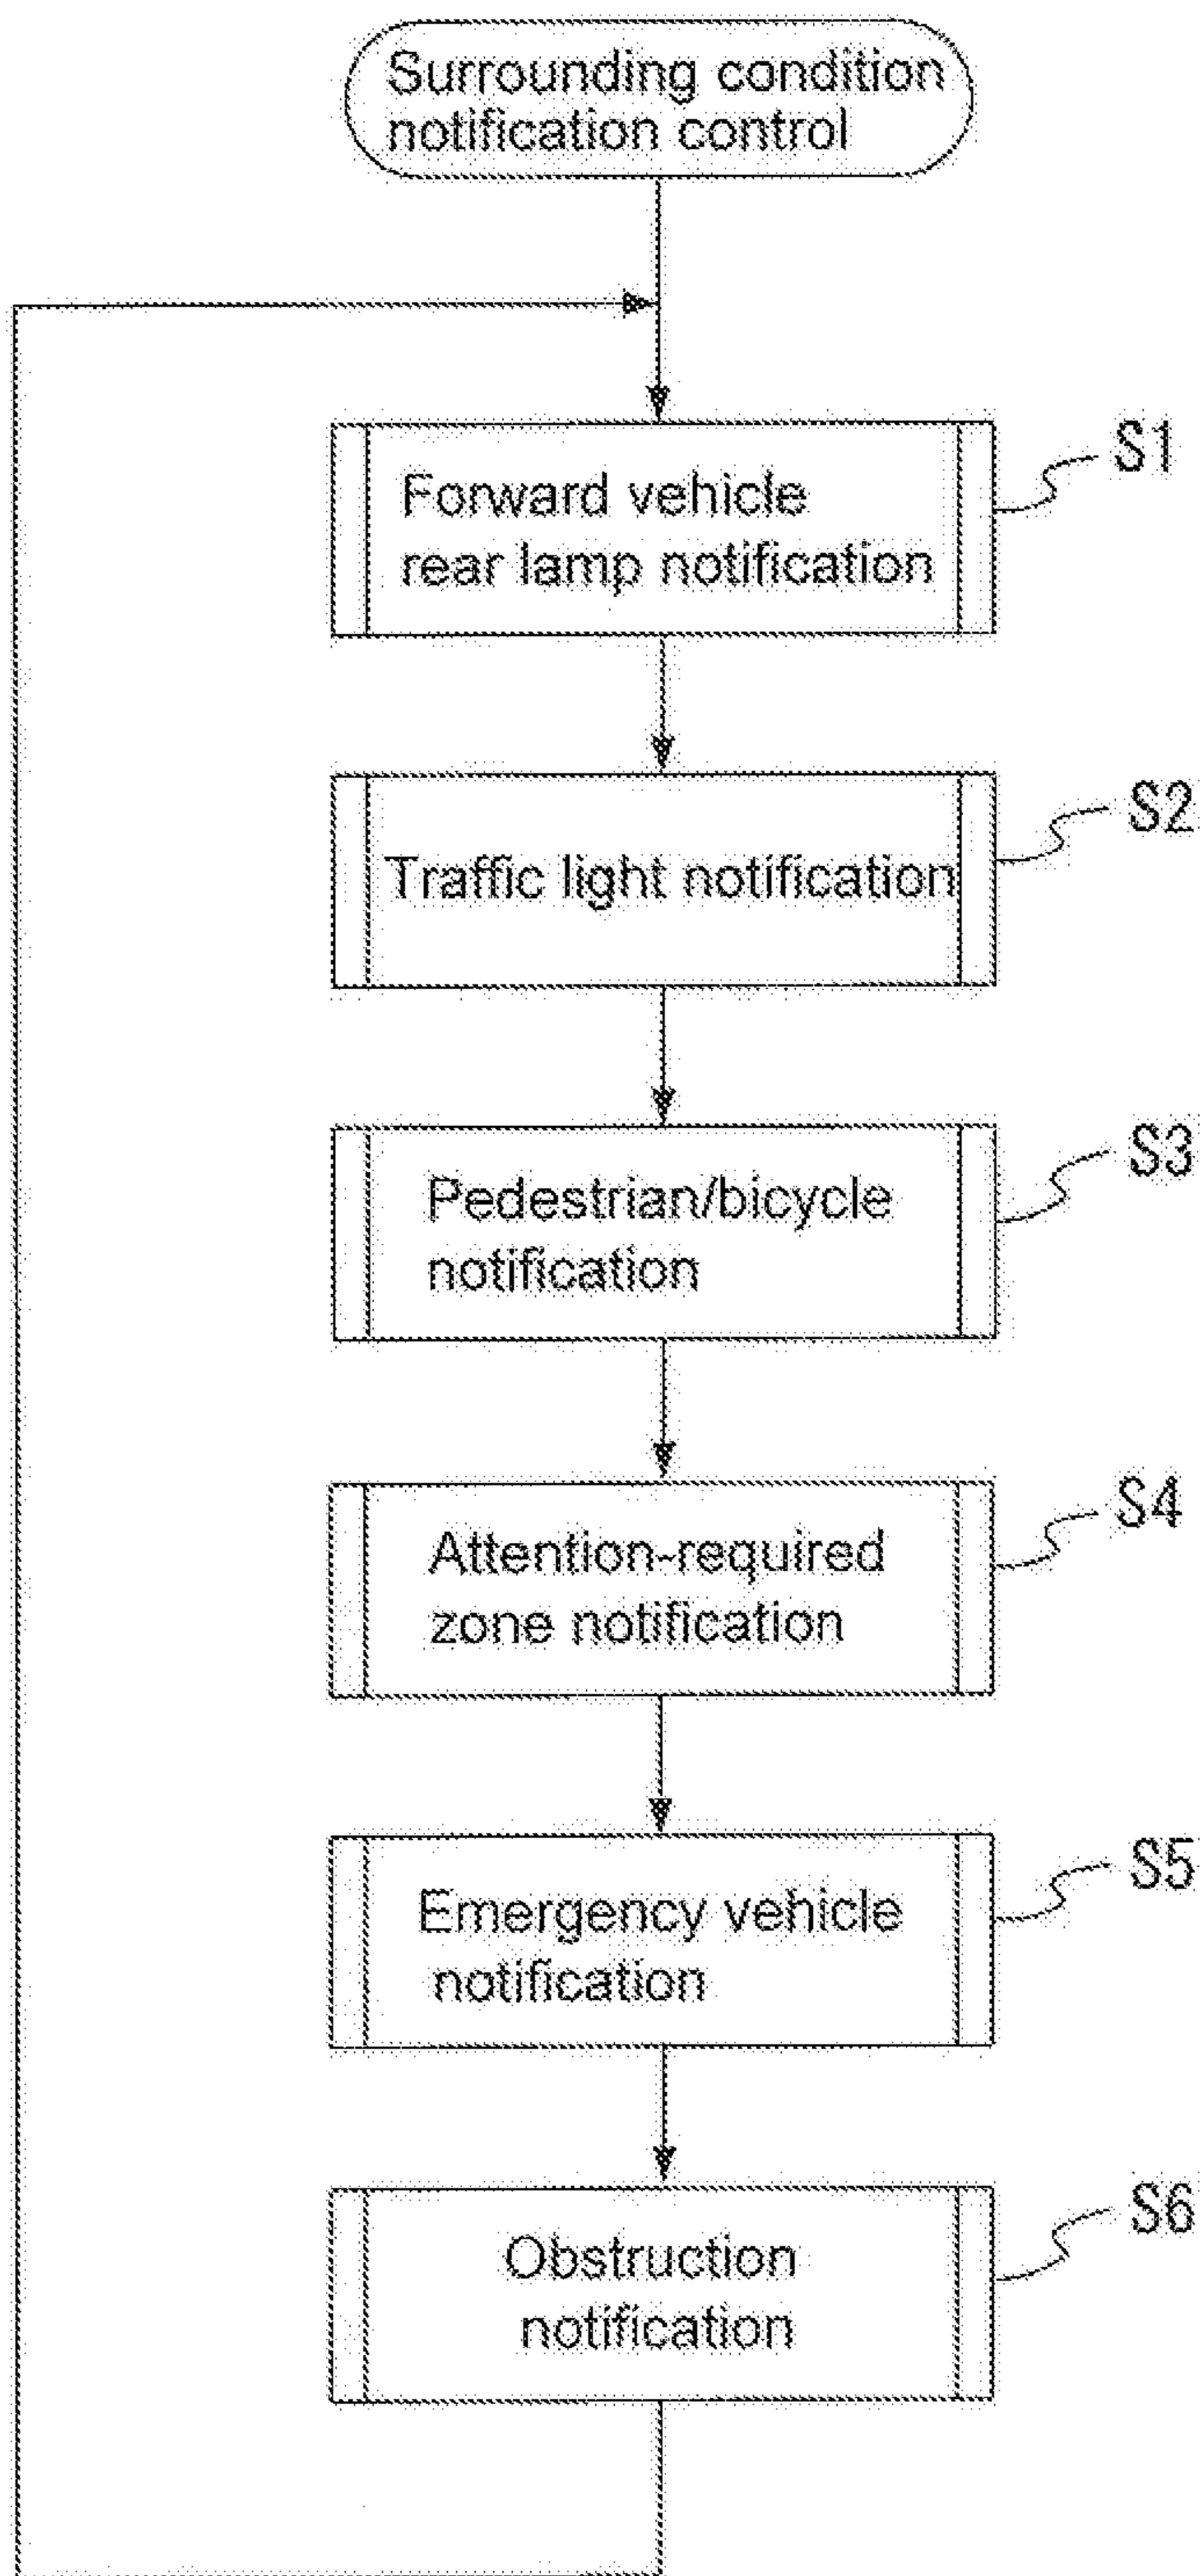 Surrounding condition
notification control
S1
Forward vehicle
rear lamp notification
S2
Traffic light notification
S3
Pedestrian/bicycle
notification
S4
Attention-required
zone notification
S5
Emergency vehicle
notification
S6
Obstruction
notification